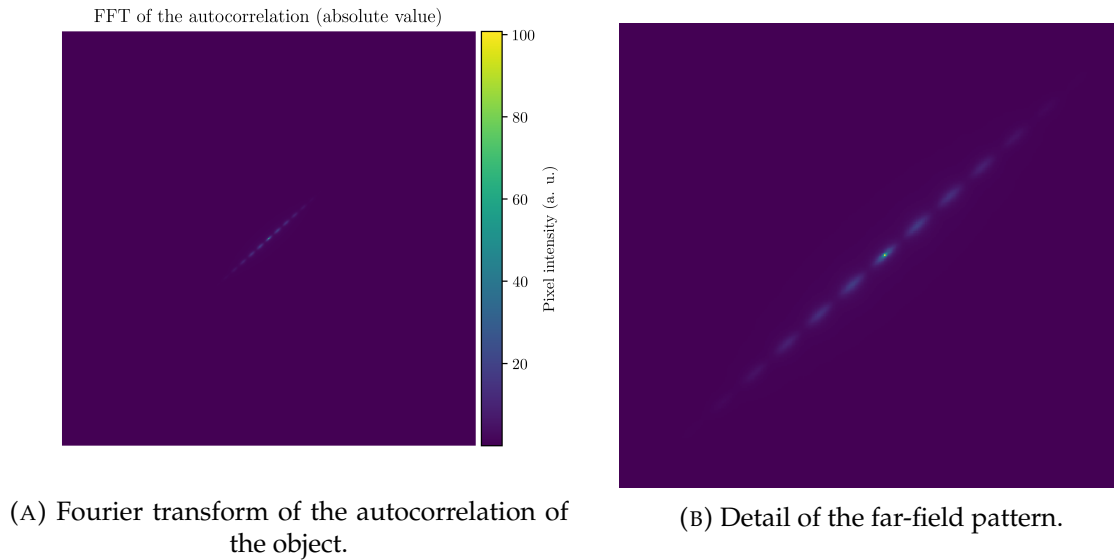 FFT of the autocorrelation (absolute value)
100
80
60
40
20
Pixel intensity (a. u.)
(A) Fourier transform of the autocorrelation of
the object.
(B) Detail of the far-field pattern.